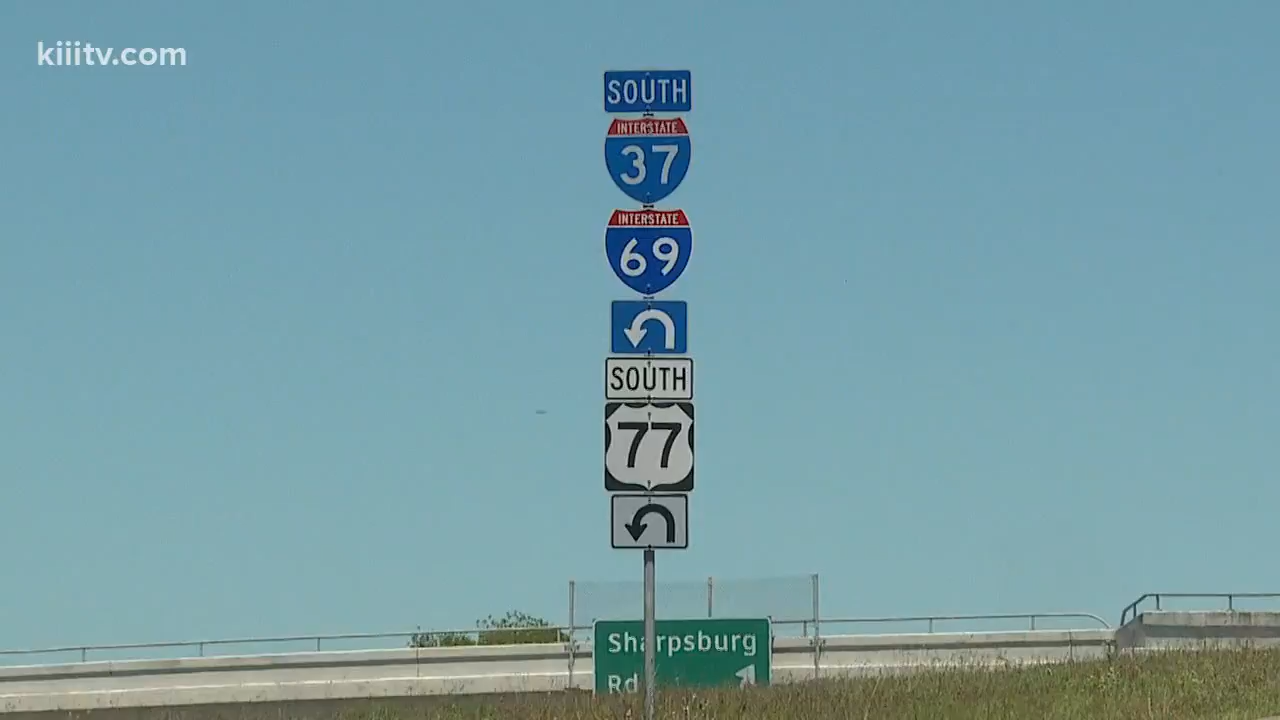 kiiitv.com
SOUTH
INTERSTATE
37
INTERSTATE
69
SOUTH
77
Sharpsburg
Rd